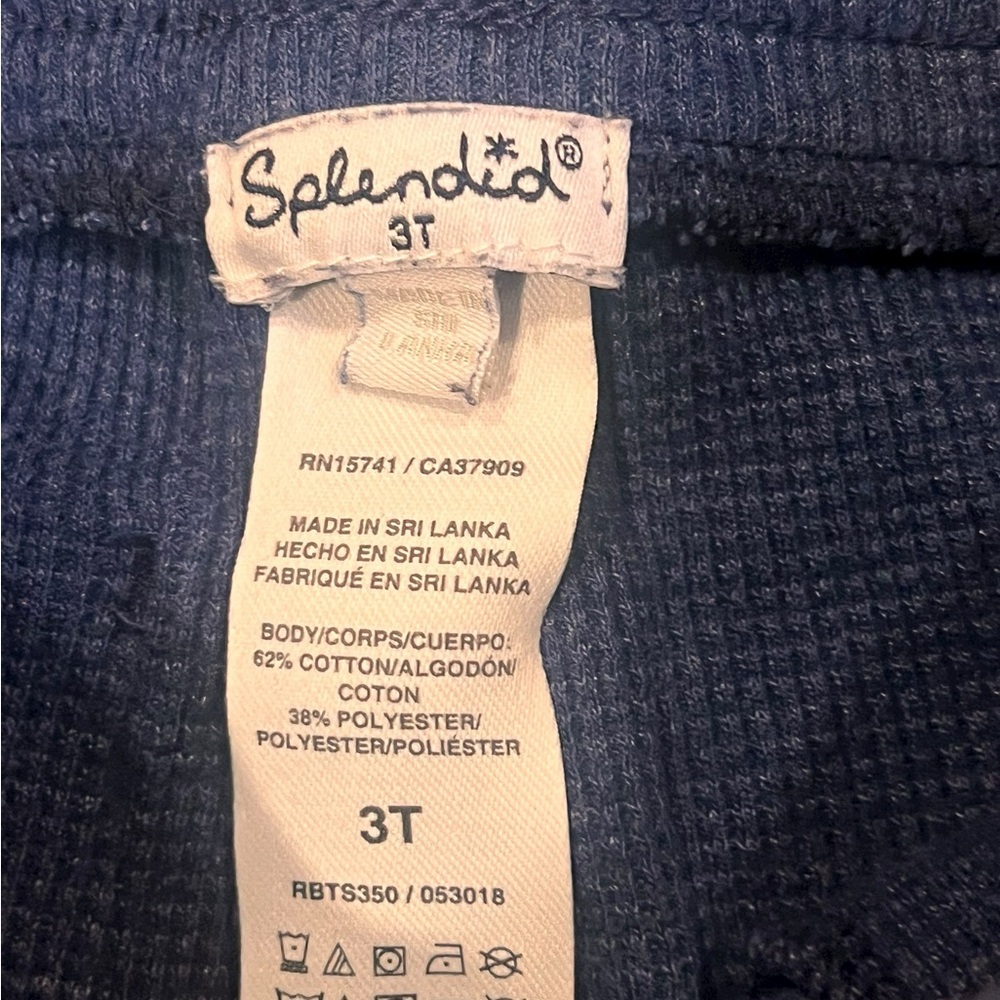 Splendid®
3T
MADE IN
SRI
LANKA
RN15741 / CA37909
MADE IN SRI LANKA
HECHO EN SRI LANKA
FABRIQUÉ EN SRI LANKA
BODY/CORPS/CUERPO:
62% COTTON/ALGODÓN/
COTON
38% POLYESTER/
POLYESTER/POLIÉSTER
3T
RBTS350 / 053018